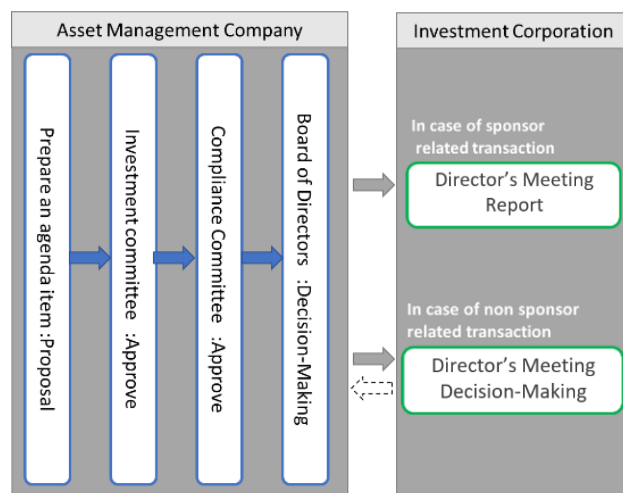 Asset Management Company
Prepare an agenda item :Proposal
Investment committee :Approve
Compliance Committee :Approve
Board of Directors :Decision-Making
Investment Corporation
In case of sponsor
related transaction
Director’s Meeting
Report
In case of non sponsor
related transaction
Director’s Meeting
Decision-Making